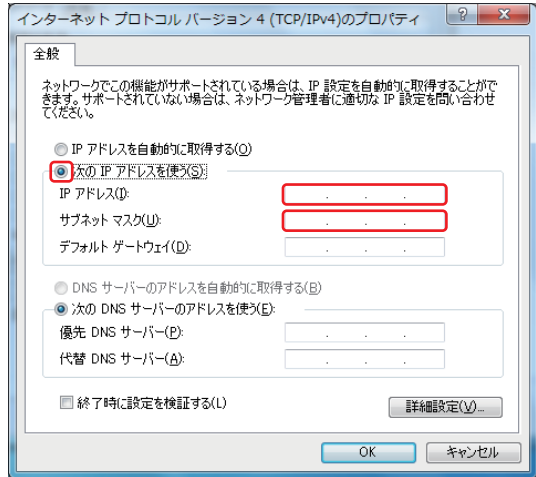 インターネット プロトコル バージョン 4 (TCP/IPv4)のプロパティ
全般
ネットワークでこの機能がサポートされている場合は、IP 設定を自動的に取得することがで
きます。サポートされていない場合は、ネットワーク管理者に適切な IP 設定を問い合わせ
てください。
IP アドレスを自動的に取得する(O)
次の IP アドレスを使う(S):
IP アドレス(I):
サブネット マスク(U):
デフォルト ゲートウェイ(D):
DNS サーバーのアドレスを自動的に取得する(B)
次の DNS サーバーのアドレスを使う(E):
優先 DNS サーバー(P):
代替 DNS サーバー(A):
終了時に設定を検証する(L)
詳細設定(V)...
OK
キャンセル